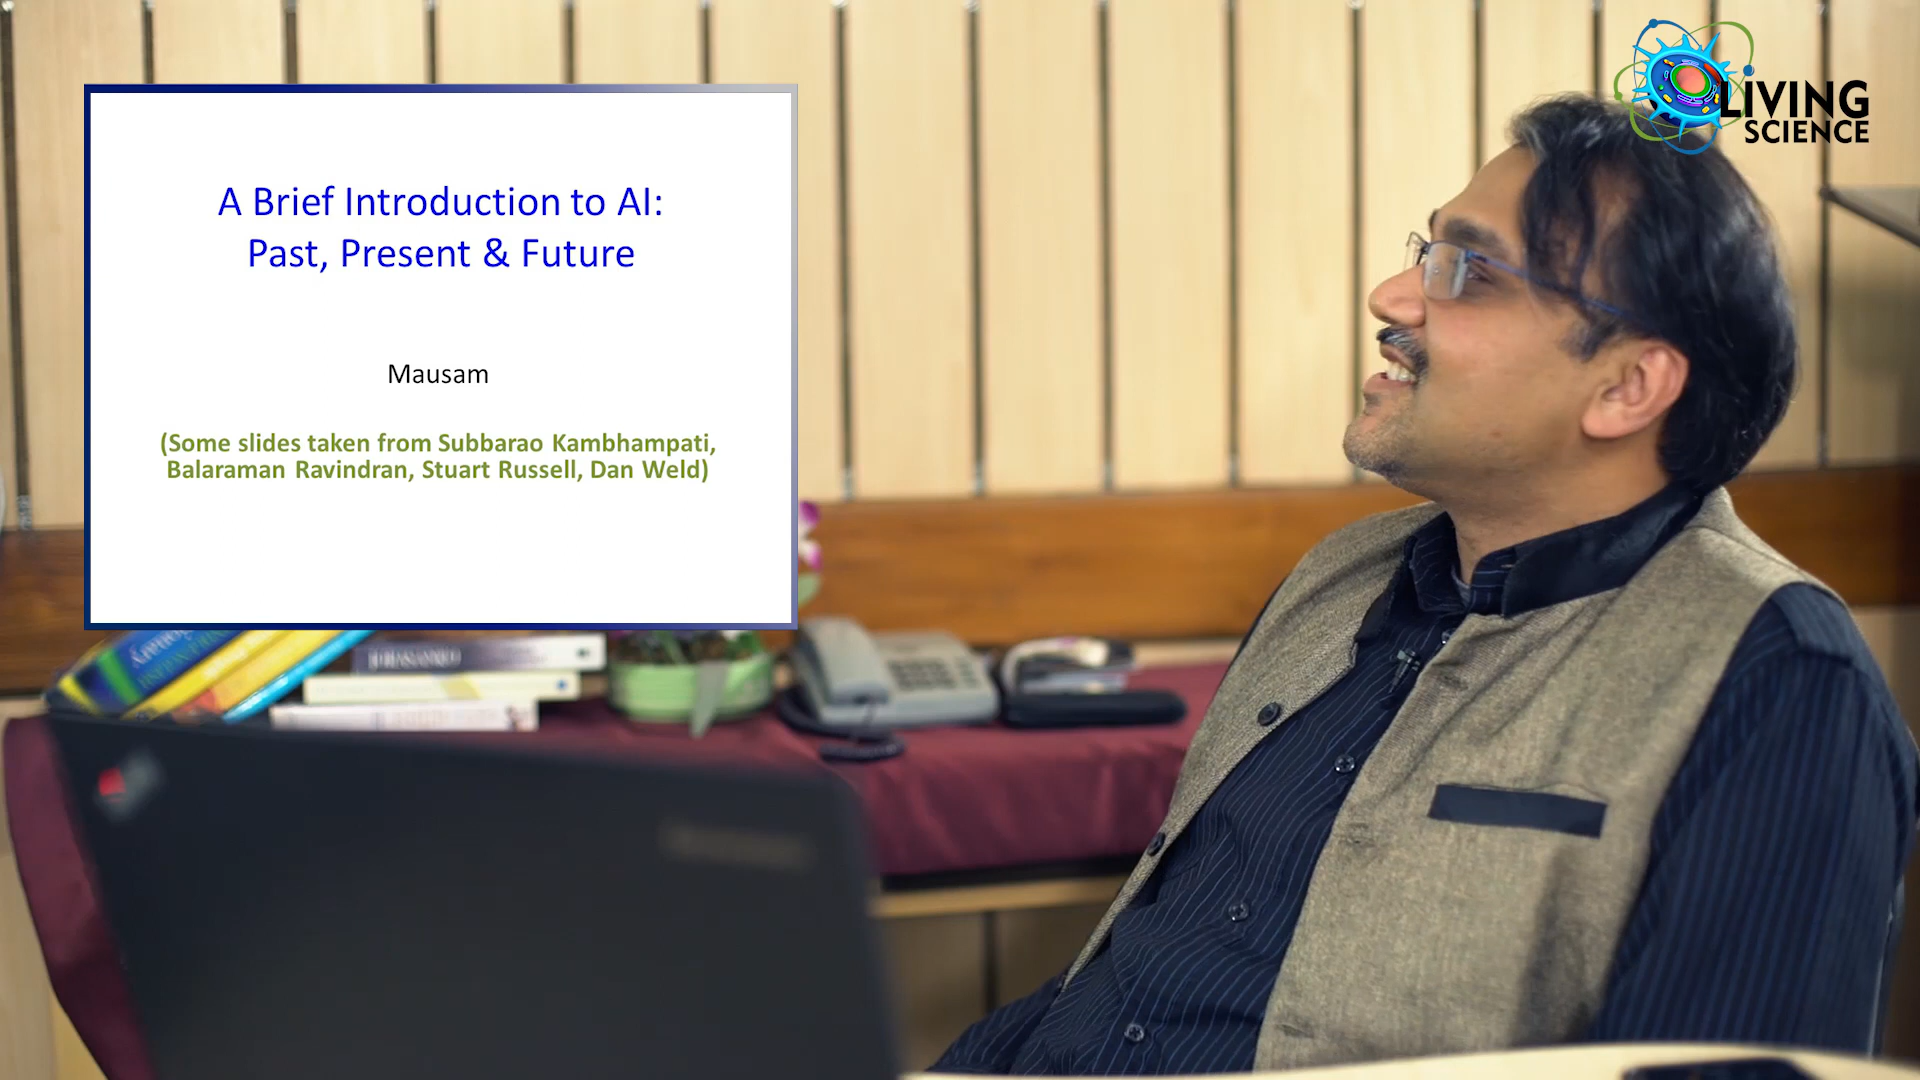 A Brief Introduction to AI:
Past, Present & Future
Mausam
(Some slides taken from Subbarao Kambhampati,
Balaraman Ravindran, Stuart Russell, Dan Weld)
LIVING
SCIENCE